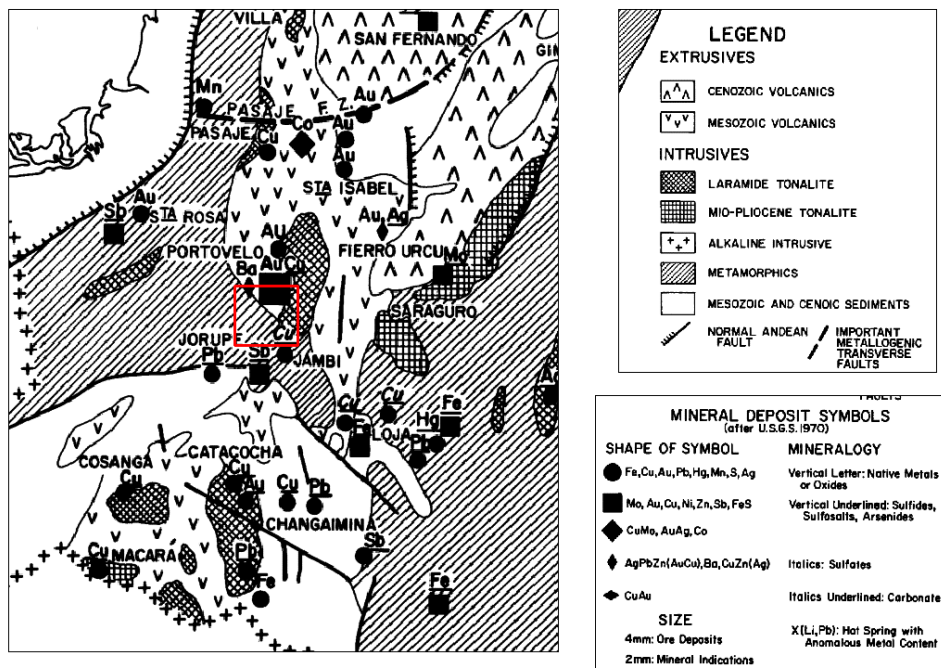 VILLA
SAN FERNANDO
GIN
Mn
PASAJE F. Z.
Au
PASAJE
Cu
Co
Au
Au
STA ISABEL
Sb
Au
STA ROSA
Au Ag
PORTOVELO
Au
FIERRO URCU
Mo
Ba
Au Cu
SARAGURO
Cu
JORUPE
Pb
Sb
JAMBI
Cu
Cu
Fe
Fe
Hg
LOJA
Pb
CATACOCHA
COSANGA
Cu
Cu
Au
Cu
Pb
CHANGAIMINA
Cu
MACARÁ
Pb
Sb
Fe
Fe
LEGEND
EXTRUSIVES
CENOZOIC VOLCANICS
MESOZOIC VOLCANICS
INTRUSIVES
LARAMIDE TONALITE
MIO-PLIOCENE TONALITE
ALKALINE INTRUSIVE
METAMORPHICS
MESOZOIC AND CENOIC SEDIMENTS
NORMAL ANDEAN
FAULT
IMPORTANT
METALLOGENIC
TRANSVERSE
FAULTS
MINERAL DEPOSIT SYMBOLS
(after U.S.G.S. 1970)
SHAPE OF SYMBOL
MINERALOGY
Fe,Cu,Au,Pb,Hg,Mn,S,Ag
Vertical Letter: Native Metals
or Oxides
Mo, Au, Cu, Ni, Zn, Sb, FeS
Vertical Underlined: Sulfides,
Sulfosalts, Arsenides
CuMo, AuAg, Co
AgPbZn(AuCu), Ba, CuZn(Ag)
Italics: Sulfates
CuAu
Italics Underlined: Carbonate
SIZE
4mm: Ore Deposits
2mm: Mineral Indications
X(Li,Pb): Hot Spring with
Anomalous Metal Content